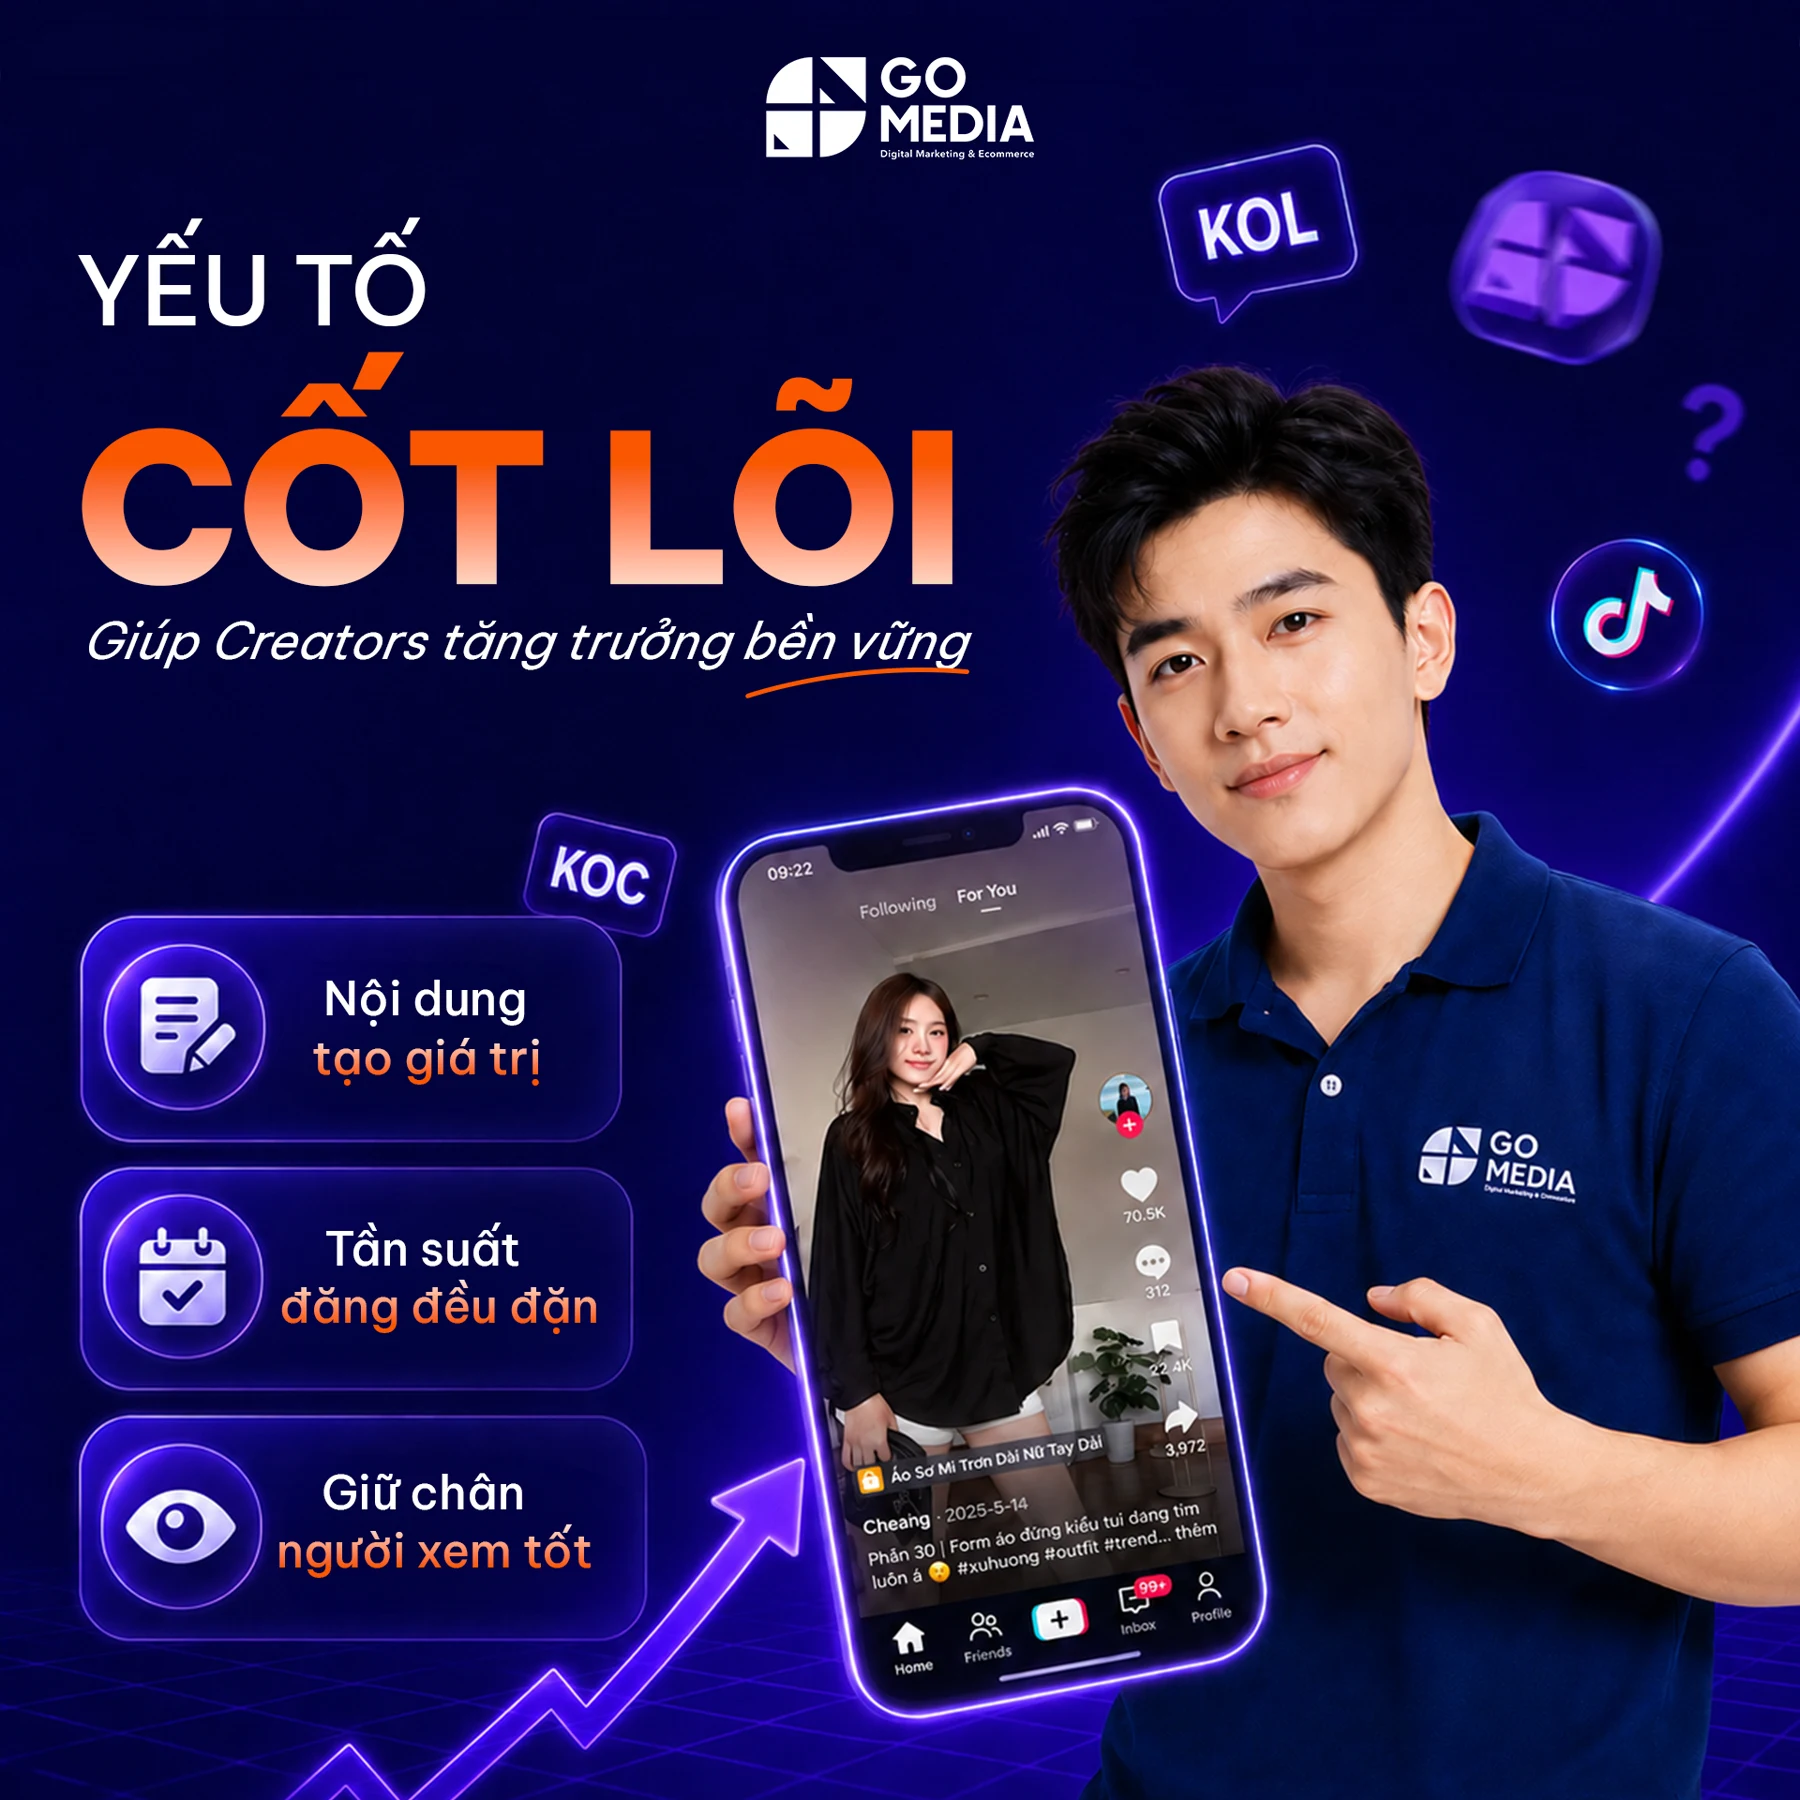 GO
MEDIA
Digital Marketing & Ecommerce
KOL
YẾU TỐ
CỐT LÕI
Giúp Creators tăng trưởng bền vững
KOC
Nội dung
tạo giá trị
Tần suất
đăng đều đặn
Giữ chân
người xem tốt
09:22
Following For You
70.5K
312
22.4K
3,972
Áo Sơ Mi Trơn Dài Nữ Tay Dài
Cheang · 2025-5-14
Phần 30 | Form áo đứng kiểu tui đang tìm
luôn á 😗 #xuhuong #outfit #trend... thêm
99+
Home
Friends
Inbox
Profile
GO
MEDIA
?